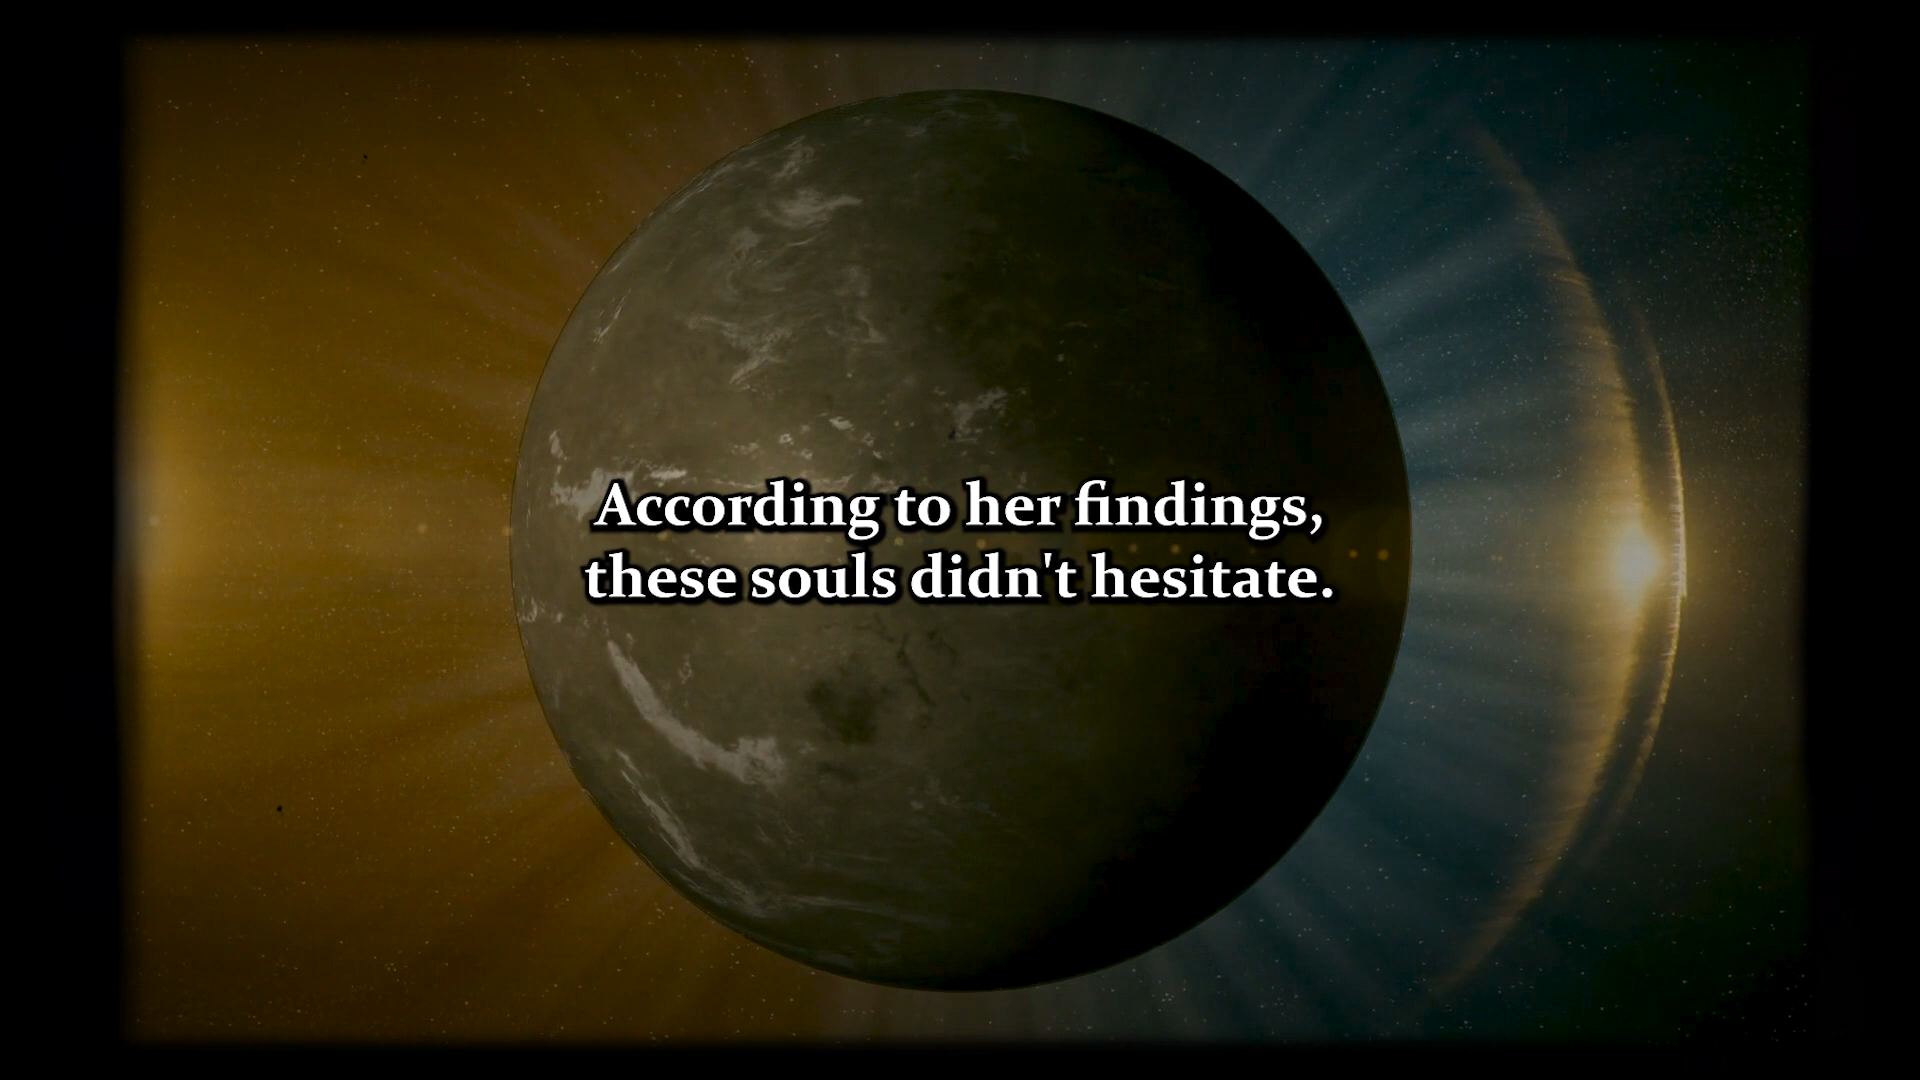 According to her findings,
these souls didn't hesitate.